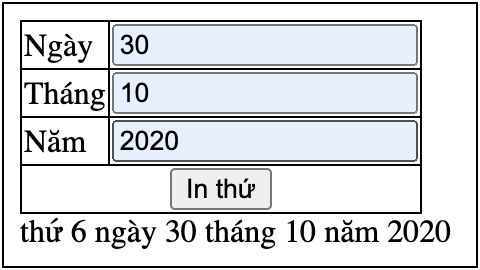 Ngày 30
Tháng 10
Năm 2020
In thứ
thứ 6 ngày 30 tháng 10 năm 2020